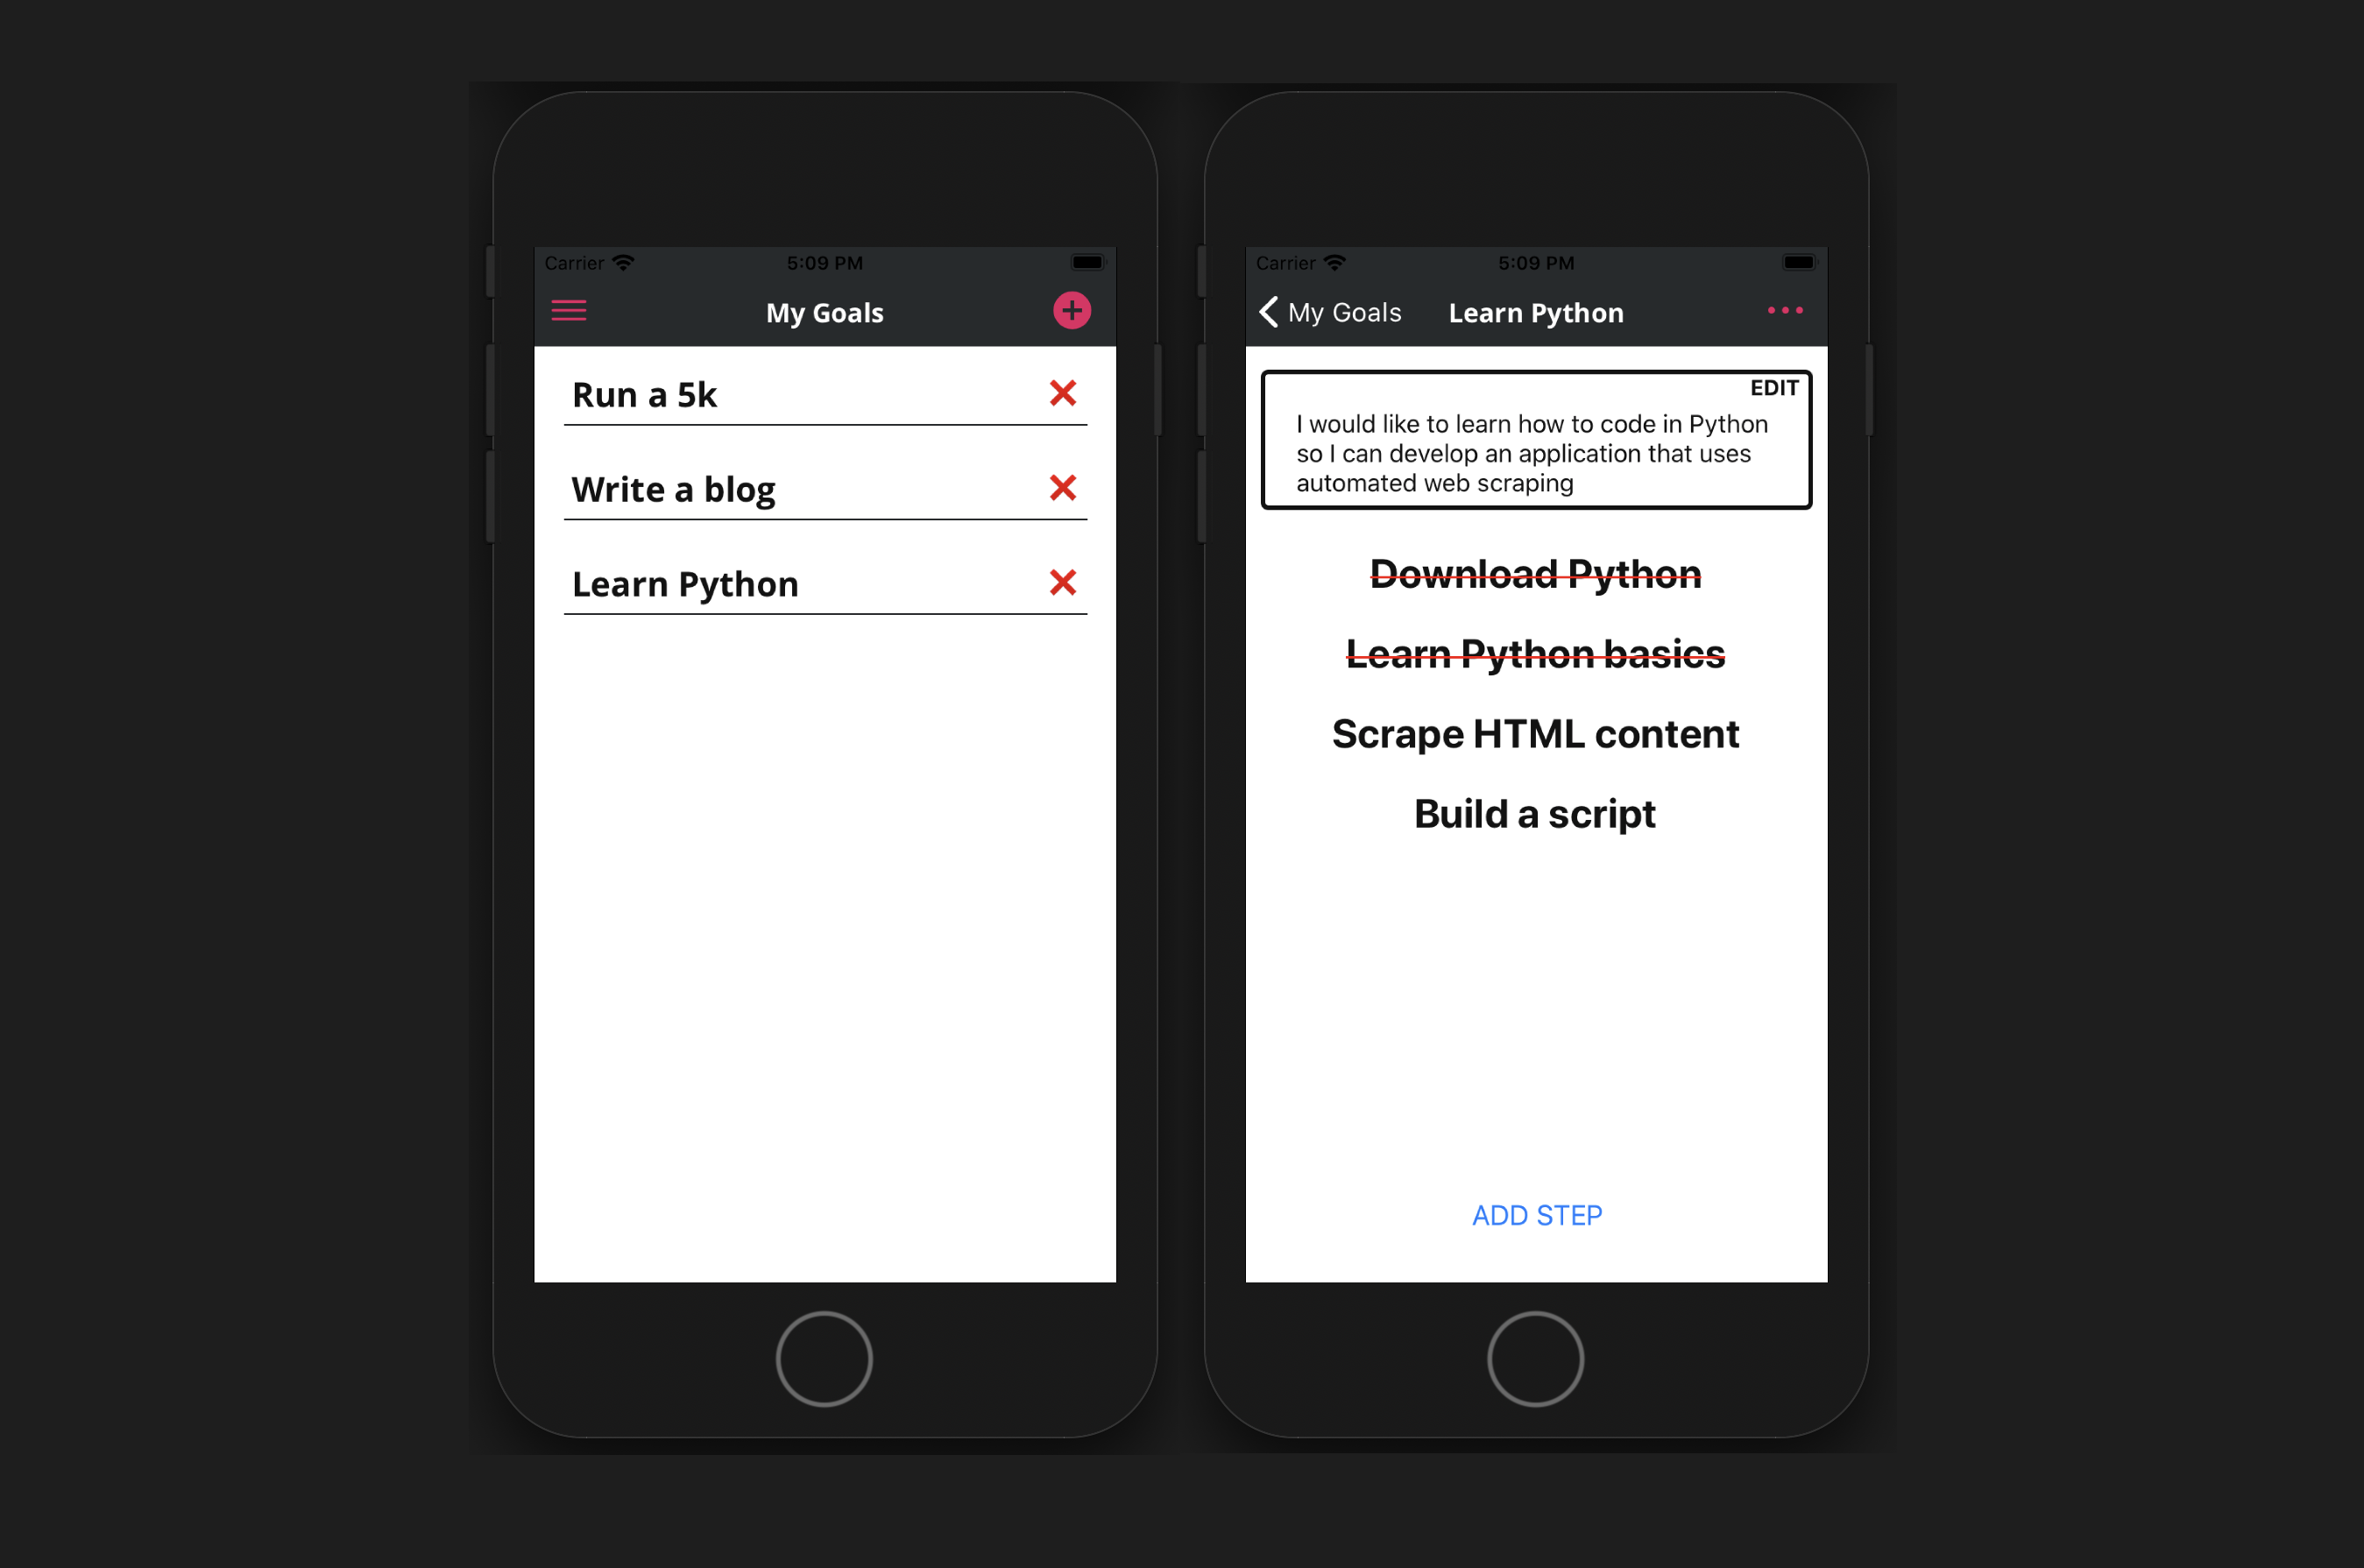 Carrier 5:09 PM
My Goals
Run a 5k
Write a blog
Learn Python
Carrier 5:09 PM
My Goals Learn Python
EDIT
I would like to learn how to code in Python
so I can develop an application that uses
automated web scraping
Download Python
Learn Python basics
Scrape HTML content
Build a script
ADD STEP